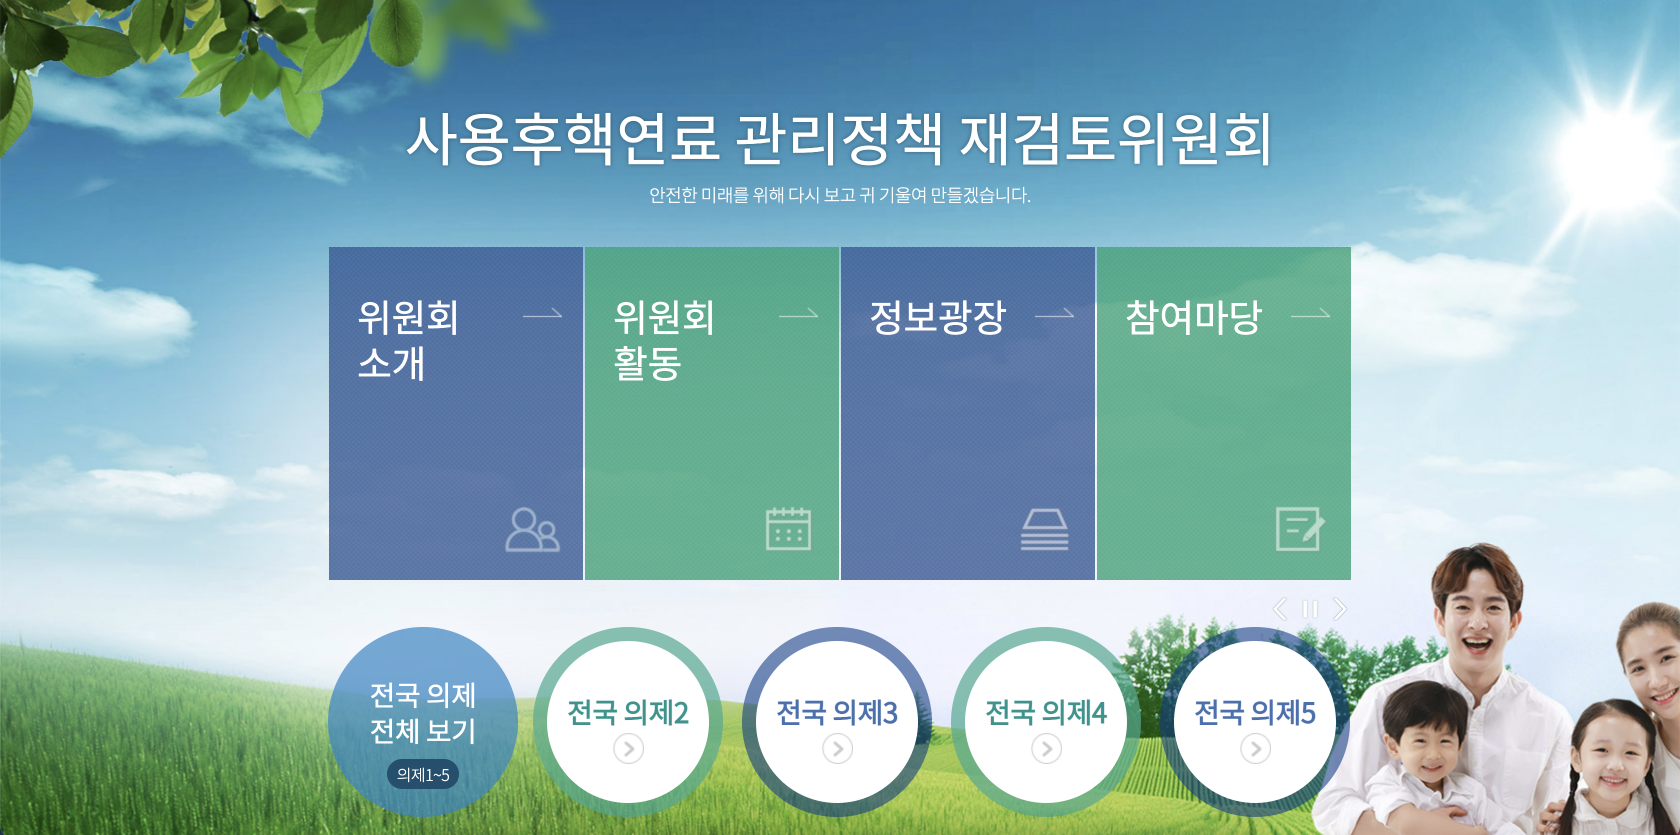 사용후핵연료 관리정책 재검토위원회
안전한 미래를 위해 다시 보고 귀 기울여 만들겠습니다.
위원회
소개
위원회
활동
정보광장
참여마당
전국 의제
전체 보기
의제1~5
전국 의제2
전국 의제3
전국 의제4
전국 의제5